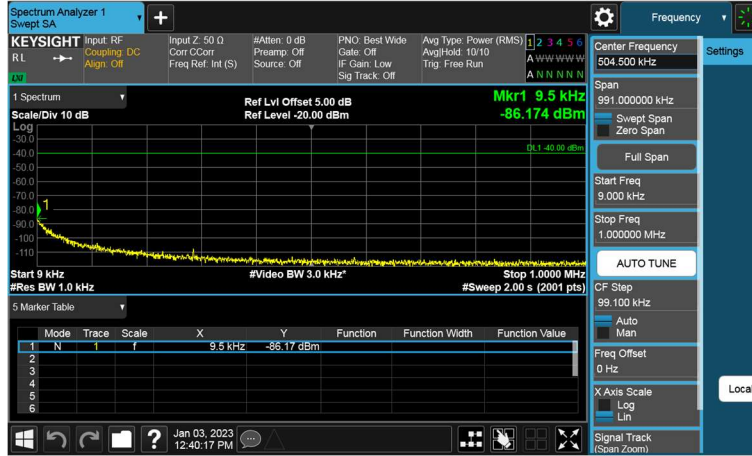 Spectrum Analyzer 1
Swept SA
+
Frequency
KEYSIGHT
RL
LXI
Input: RF
Coupling: DC
Align: Off
Input Z: 50 Ω
Corr CCorr
Freq Ref: Int (S)
#Atten: 0 dB
Preamp: Off
Source: Off
PNO: Best Wide
Gate: Off
IF Gain: Low
Sig Track: Off
Avg Type: Power (RMS)
Avg|Hold: 10/10
Trig: Free Run
1 2 3 4 5 6
A W W W W W
A N N N N N
1 Spectrum
Scale/Div 10 dB
Ref Lvl Offset 5.00 dB
Ref Level -20.00 dBm
Mkr1 9.5 kHz
-86.174 dBm
Log
-30.0
-40.0
-50.0
-60.0
-70.0
-80.0
-90.0
-100
-110
DL1 -40.00 dBm
1
Start 9 kHz
#Res BW 1.0 kHz
#Video BW 3.0 kHz*
Stop 1.0000 MHz
#Sweep 2.00 s (2001 pts)
5 Marker Table
Mode Trace Scale X Y Function Function Width Function Value
1 N 1 f 9.5 kHz -86.17 dBm
2
3
4
5
6
Center Frequency
504.500 kHz
Settings
Span
991.000000 kHz
Swept Span
Zero Span
Full Span
Start Freq
9.000 kHz
Stop Freq
1.000000 MHz
AUTO TUNE
CF Step
99.100 kHz
Auto
Man
Freq Offset
0 Hz
X Axis Scale
Log
Lin
Local
Signal Track
(Span Zoom)
?
Jan 03, 2023
12:40:17 PM